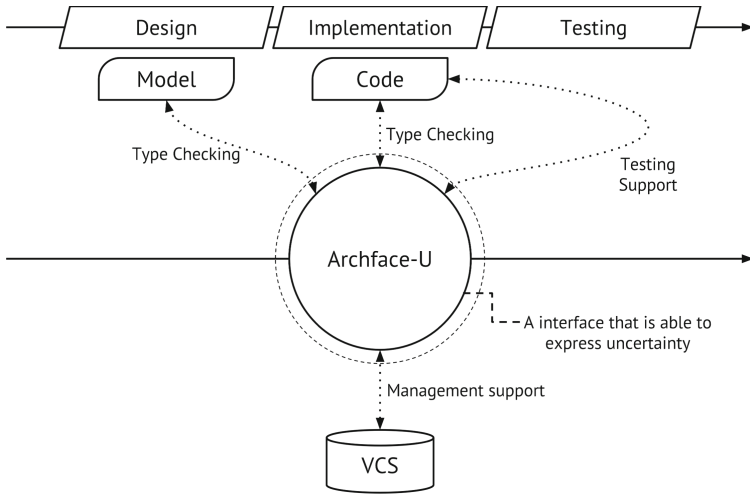 Design
Implementation
Testing
Model
Code
Type Checking
Type Checking
Testing
Support
Archface-U
A interface that is able to
express uncertainty
Management support
VCS